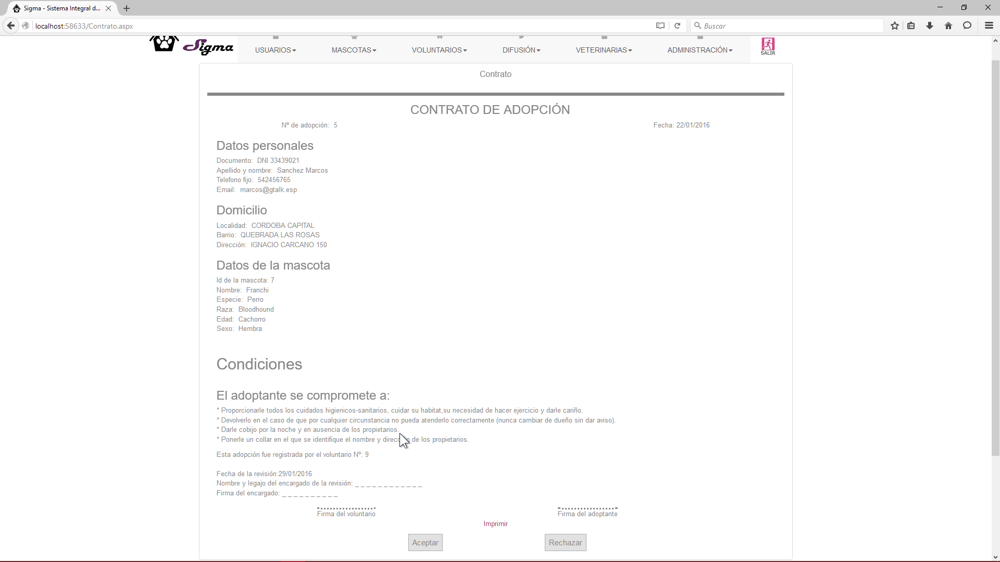 Sigma - Sistema Integral d...
localhost:58633/Contrato.aspx
Buscar
Sigma
USUARIOS
MASCOTAS
VOLUNTARIOS
DIFUSIÓN
VETERINARIAS
ADMINISTRACIÓN
SALIR
Contrato
CONTRATO DE ADOPCIÓN
Nº de adopción: 5
Fecha: 22/01/2016
Datos personales
Documento: DNI 33439021
Apellido y nombre: Sanchez Marcos
Telefono fijo: 542456765
Email: marcos@gtalk.esp
Domicilio
Localidad: CORDOBA CAPITAL
Barrio: QUEBRADA LAS ROSAS
Dirección: IGNACIO CARCANO 150
Datos de la mascota
Id de la mascota: 7
Nombre: Franchi
Especie: Perro
Raza: Bloodhound
Edad: Cachorro
Sexo: Hembra
Condiciones
El adoptante se compromete a:
* Proporcionarle todos los cuidados higienicos-sanitarios, cuidar su habitat,su necesidad de hacer ejercicio y darle cariño.
* Devolverlo en el caso de que por cualquier circunstancia no pueda atenderlo correctamente (nunca cambiar de dueño sin dar aviso).
* Darle cobijo por la noche y en ausencia de los propietarios.
* Ponerle un collar en el que se identifique el nombre y dirección de los propietarios.
Esta adopción fue registrada por el voluntario Nº: 9
Fecha de la revisión:29/01/2016
Nombre y legajo del encargado de la revisión: _ _ _ _ _ _ _ _ _ _ _ _
Firma del encargado: _ _ _ _ _ _ _ _ _ _
Firma del voluntario
Firma del adoptante
Imprimir
Aceptar
Rechazar